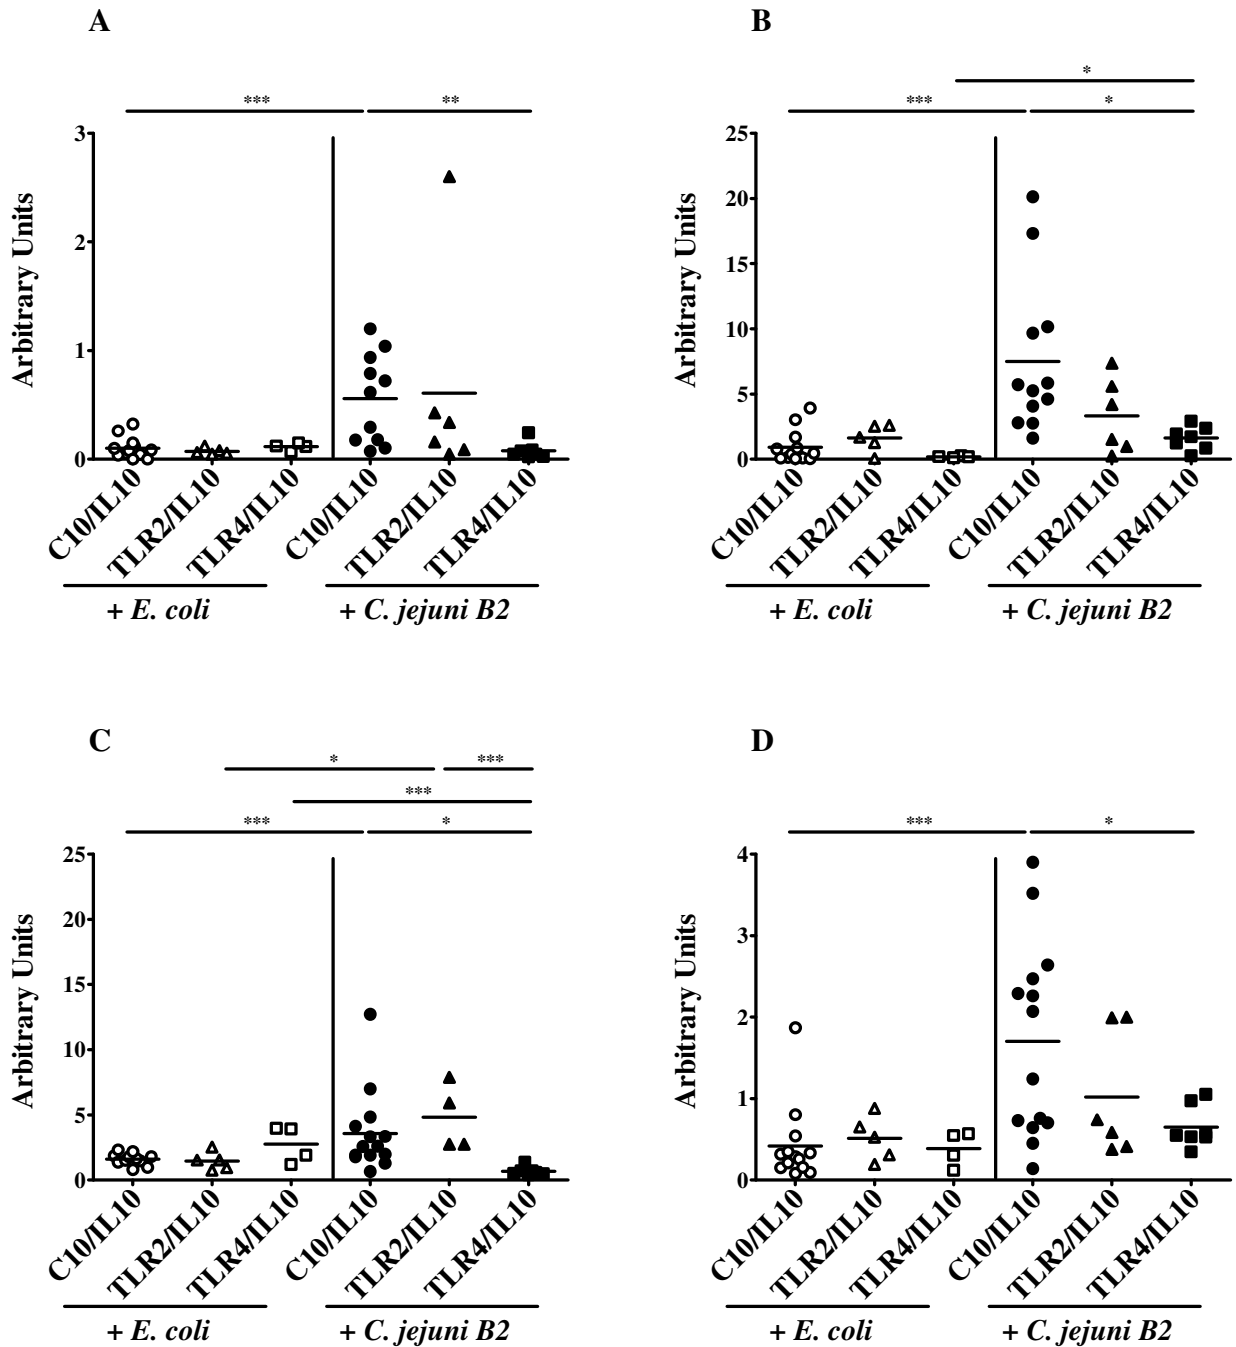 A
***
**
3
2
1
0
Arbitrary Units
C10/IL10
TLR2/IL10
TLR4/IL10
C10/IL10
TLR2/IL10
TLR4/IL10
+ E. coli
+ C. jejuni B2
B
*
***
*
25
20
15
10
5
0
Arbitrary Units
C10/IL10
TLR2/IL10
TLR4/IL10
C10/IL10
TLR2/IL10
TLR4/IL10
+ E. coli
+ C. jejuni B2
C
*
***
***
***
*
25
20
15
10
5
0
Arbitrary Units
C10/IL10
TLR2/IL10
TLR4/IL10
C10/IL10
TLR2/IL10
TLR4/IL10
+ E. coli
+ C. jejuni B2
D
***
*
4
3
2
1
0
Arbitrary Units
C10/IL10
TLR2/IL10
TLR4/IL10
C10/IL10
TLR2/IL10
TLR4/IL10
+ E. coli
+ C. jejuni B2